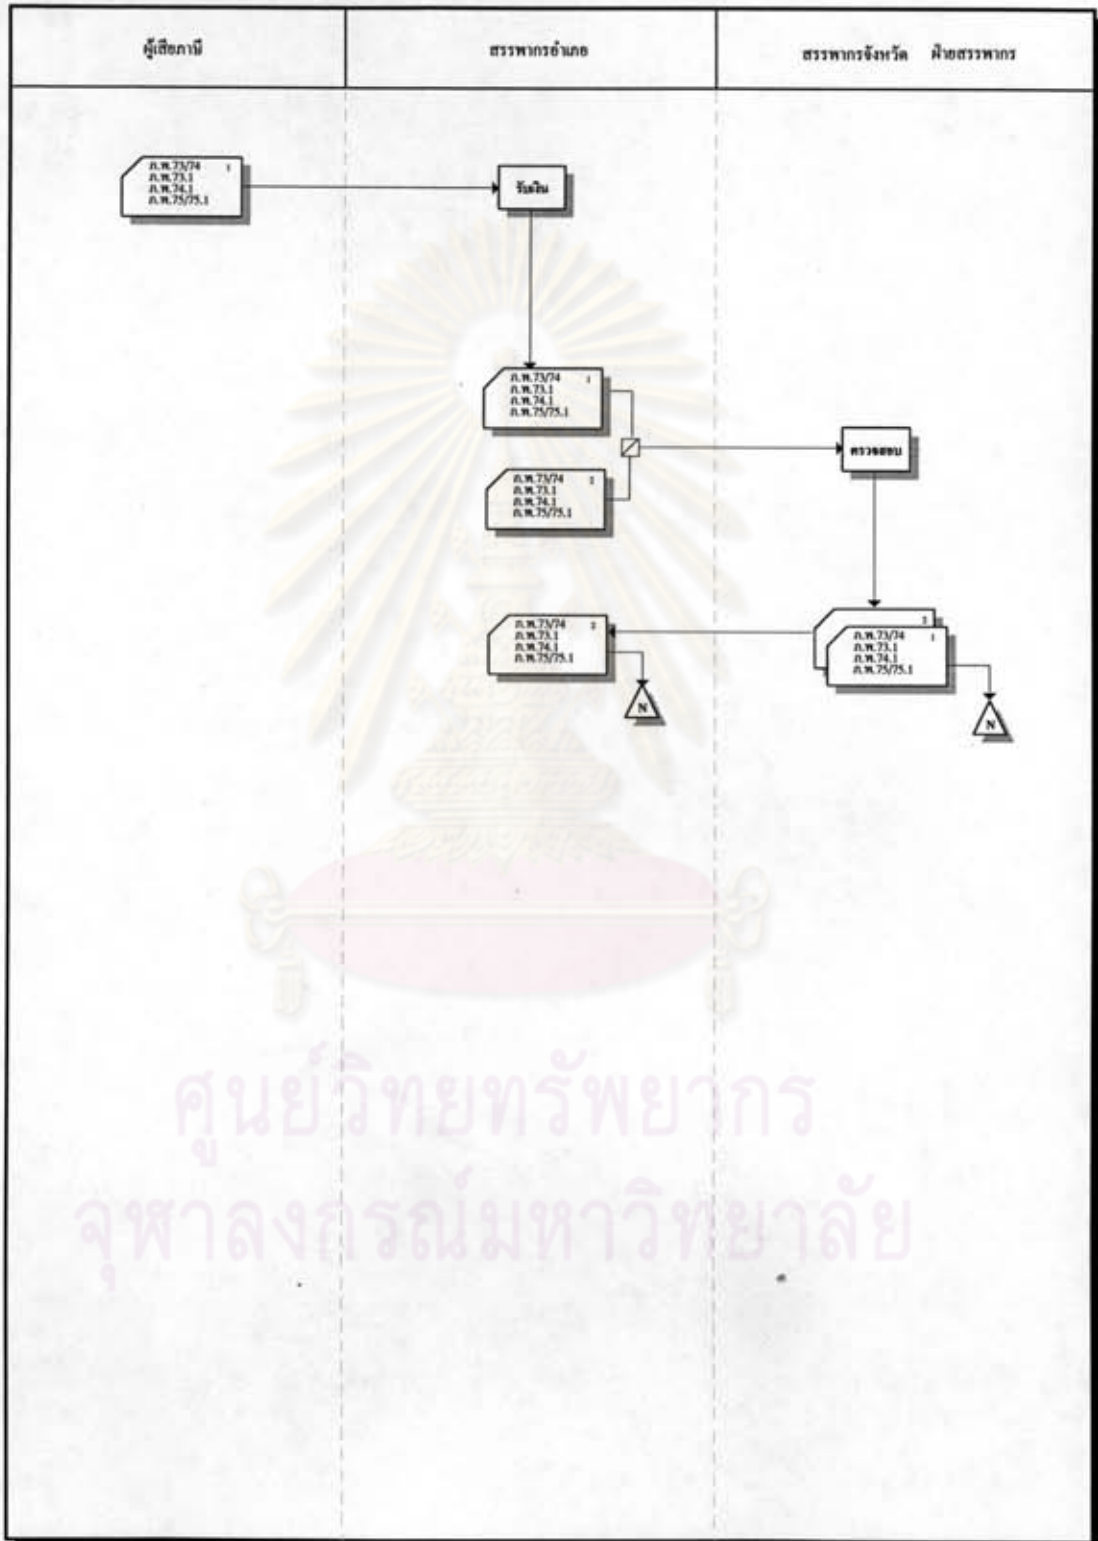 ผู้เสียภาษี
สรรพากรอำเภอ
สรรพากรจังหวัด ฝ่ายสรรพากร
ภ.พ.73/74 1
ภ.พ.73.1
ภ.พ.74.1
ภ.พ.75/75.1
รับเงิน
ภ.พ.73/74 1
ภ.พ.73.1
ภ.พ.74.1
ภ.พ.75/75.1
ตรวจสอบ
ภ.พ.73/74 2
ภ.พ.73.1
ภ.พ.74.1
ภ.พ.75/75.1
ภ.พ.73/74 2
ภ.พ.73.1
ภ.พ.74.1
ภ.พ.75/75.1
N
2
ภ.พ.73/74 1
ภ.พ.73.1
ภ.พ.74.1
ภ.พ.75/75.1
N
ศูนย์วิทยทรัพยากร
จุฬาลงกรณ์มหาวิทยาลัย